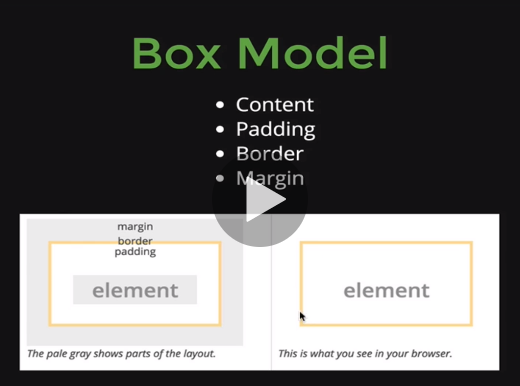 Box Model
Content
Padding
Border
Margin
margin
border
padding
element
The pale gray shows parts of the layout.
element
This is what you see in your browser.